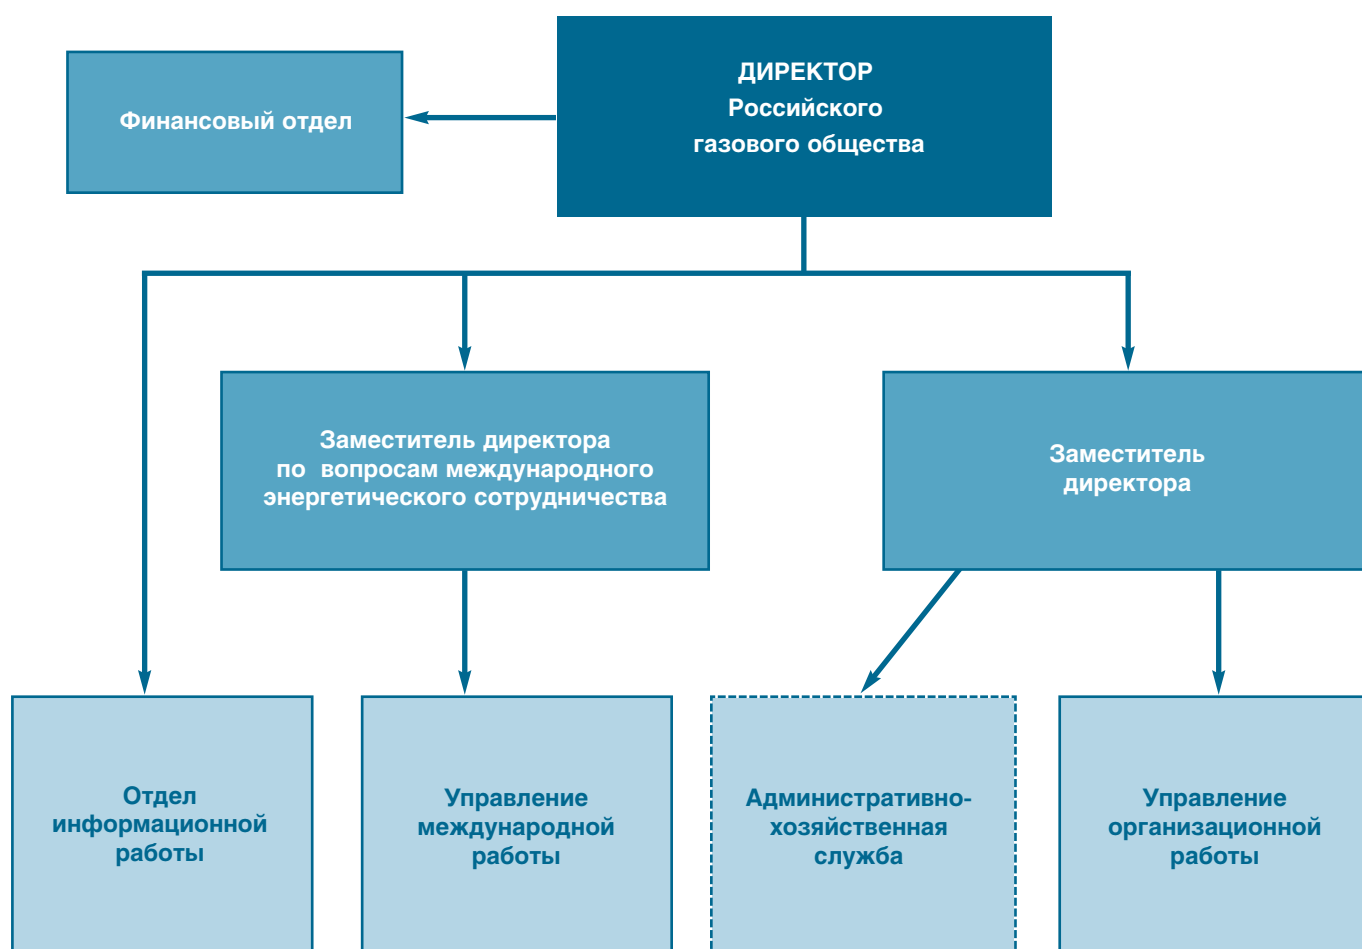 Финансовый отдел
ДИРЕКТОР
Российского
газового общества
Заместитель директора
по вопросам международного
энергетического сотрудничества
Заместитель
директора
Отдел
информационной
работы
Управление
международной
работы
Административно-
хозяйственная
служба
Управление
организационной
работы